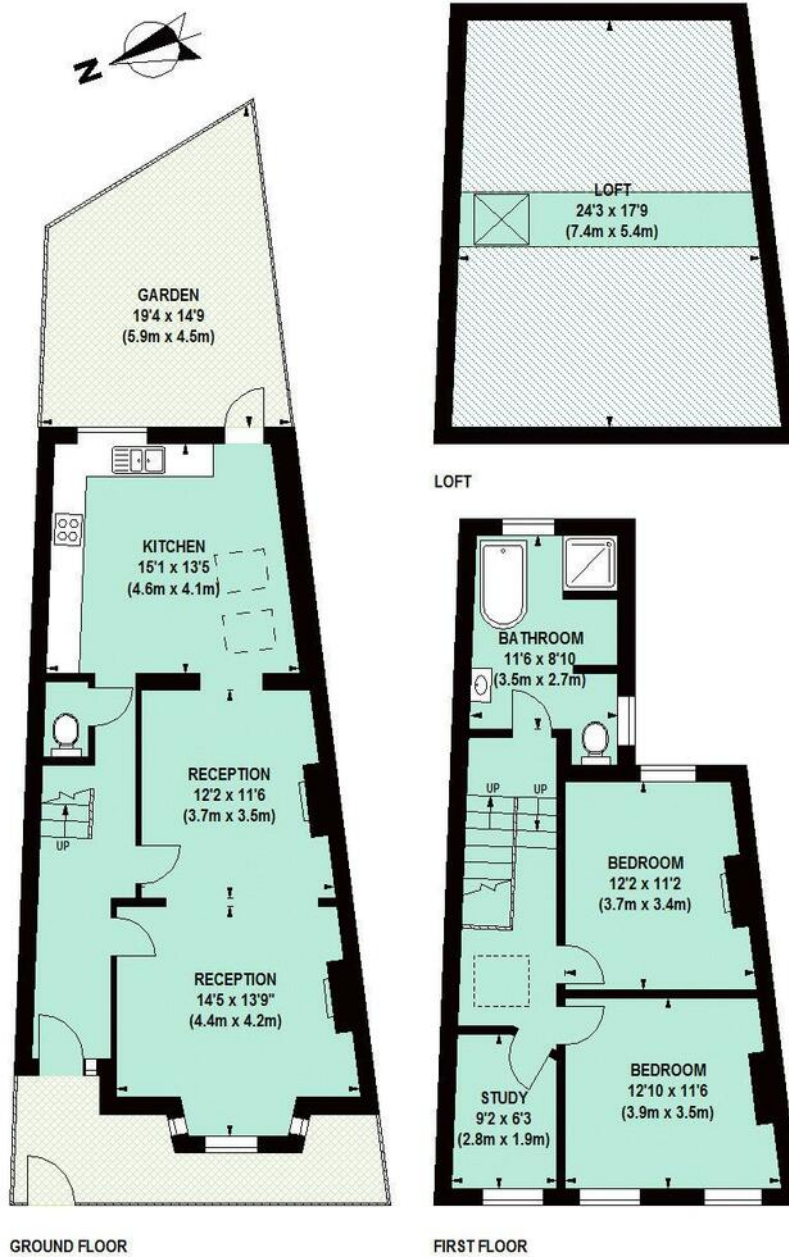 N
GARDEN
19'4 x 14'9
(5.9m x 4.5m)
KITCHEN
15'1 x 13'5
(4.6m x 4.1m)
RECEPTION
12'2 x 11'6
(3.7m x 3.5m)
UP
RECEPTION
14'5 x 13'9"
(4.4m x 4.2m)
GROUND FLOOR
LOFT
24'3 x 17'9
(7.4m x 5.4m)
LOFT
BATHROOM
11'6 x 8'10
(3.5m x 2.7m)
UP
UP
BEDROOM
12'2 x 11'2
(3.7m x 3.4m)
BEDROOM
12'10 x 11'6
(3.9m x 3.5m)
STUDY
9'2 x 6'3
(2.8m x 1.9m)
FIRST FLOOR